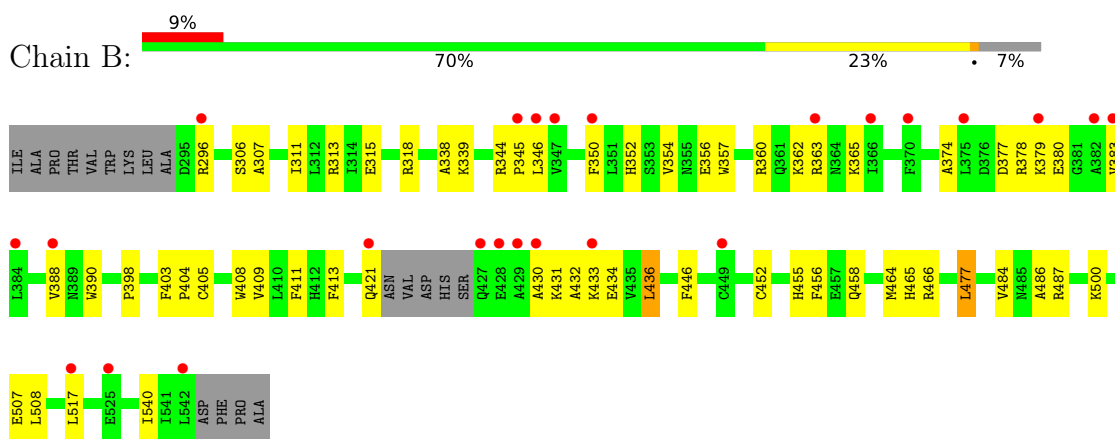 9%
Chain B:
70% 23% • 7%
ILE ALA PRO THR VAL TRP LYS LEU ALA D295 R296 S306 A307 I311 L312 R313 I314 E315 R318 A338 K339 R344 P345 L346 V347 F350 L351 H352 S353 V354 N355 E356 W357 R360 Q361 K362 R363 N364 K365 I366 F370 A374 L375 D376 D377 R378 K379 E380 G381 A382 V383
L384 V388 N389 W390 P398 F403 P404 C405 W408 V409 L410 F411 H412 F413 Q421 ASN VAL ASP HIS SER Q427 E428 A429 A430 K431 A432 K433 E434 V435 L436 F446 C449 C452 H455 F456 E457 Q458 M464 H465 R466 L477 V484 N485 A486 R487 K500
E507 L508 L517 E525 I540 I541 L542 ASP PHE PRO ALA